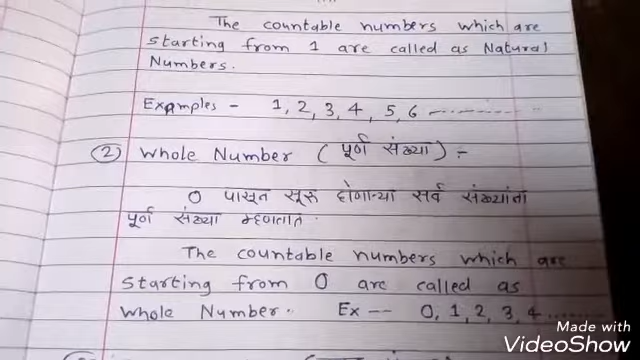 The countable numbers which are
starting from 1 are called as Natural
Numbers.
Examples - 1, 2, 3, 4, 5, 6 ----------
② Whole Number ( पूर्ण संख्या ) :-
0 पासून सूरू होणाऱ्या सर्व संख्यांना
पूर्ण संख्या म्हणतात.
The countable numbers which are
starting from 0 are called as
Whole Number. Ex -- 0, 1, 2, 3, 4 .......
Made with
VideoShow